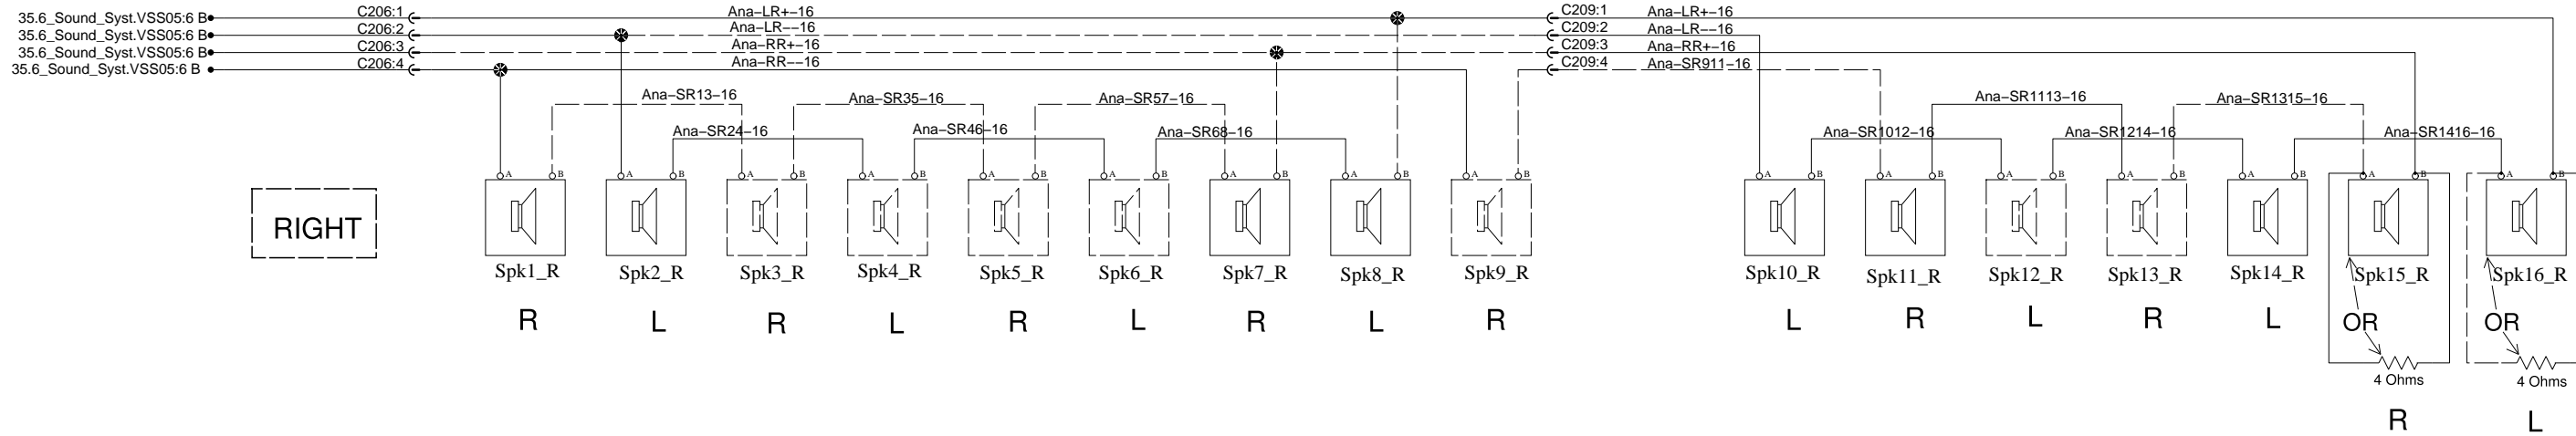 35.6_Sound_Syst.VSS05:6 B C206:1 Ana-LR+-16 C209:1 Ana-LR+-16
35.6_Sound_Syst.VSS05:6 B C206:2 Ana-LR--16 C209:2 Ana-LR--16
35.6_Sound_Syst.VSS05:6 B C206:3 Ana-RR+-16 C209:3 Ana-RR+-16
35.6_Sound_Syst.VSS05:6 B C206:4 Ana-RR--16 C209:4 Ana-SR911-16
Ana-SR13-16 Ana-SR35-16 Ana-SR57-16 Ana-SR1113-16 Ana-SR1315-16
Ana-SR24-16 Ana-SR46-16 Ana-SR68-16 Ana-SR1012-16 Ana-SR1214-16 Ana-SR1416-16
A B A B A B A B A B A B A B A B A B A B A B A B A B A B A B A B
RIGHT
Spk1_R Spk2_R Spk3_R Spk4_R Spk5_R Spk6_R Spk7_R Spk8_R Spk9_R Spk10_R Spk11_R Spk12_R Spk13_R Spk14_R Spk15_R Spk16_R
R L R L R L R L R L R L R L OR OR
4 Ohms 4 Ohms
R L